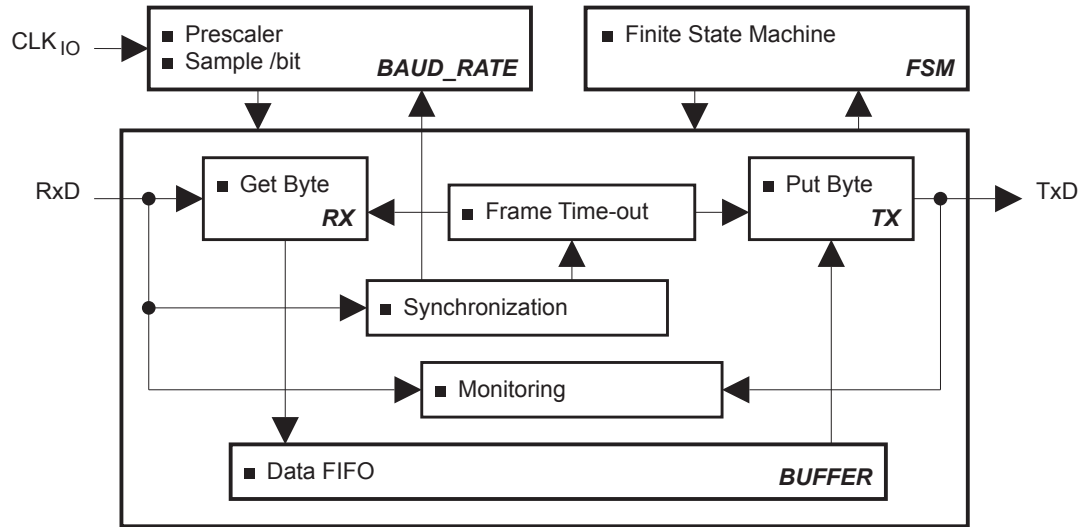 CLK IO
■ Prescaler
■ Sample /bit
BAUD_RATE
■ Finite State Machine
FSM
RxD
■ Get Byte
RX
■ Frame Time-out
■ Put Byte
TX
TxD
■ Synchronization
■ Monitoring
■ Data FIFO
BUFFER